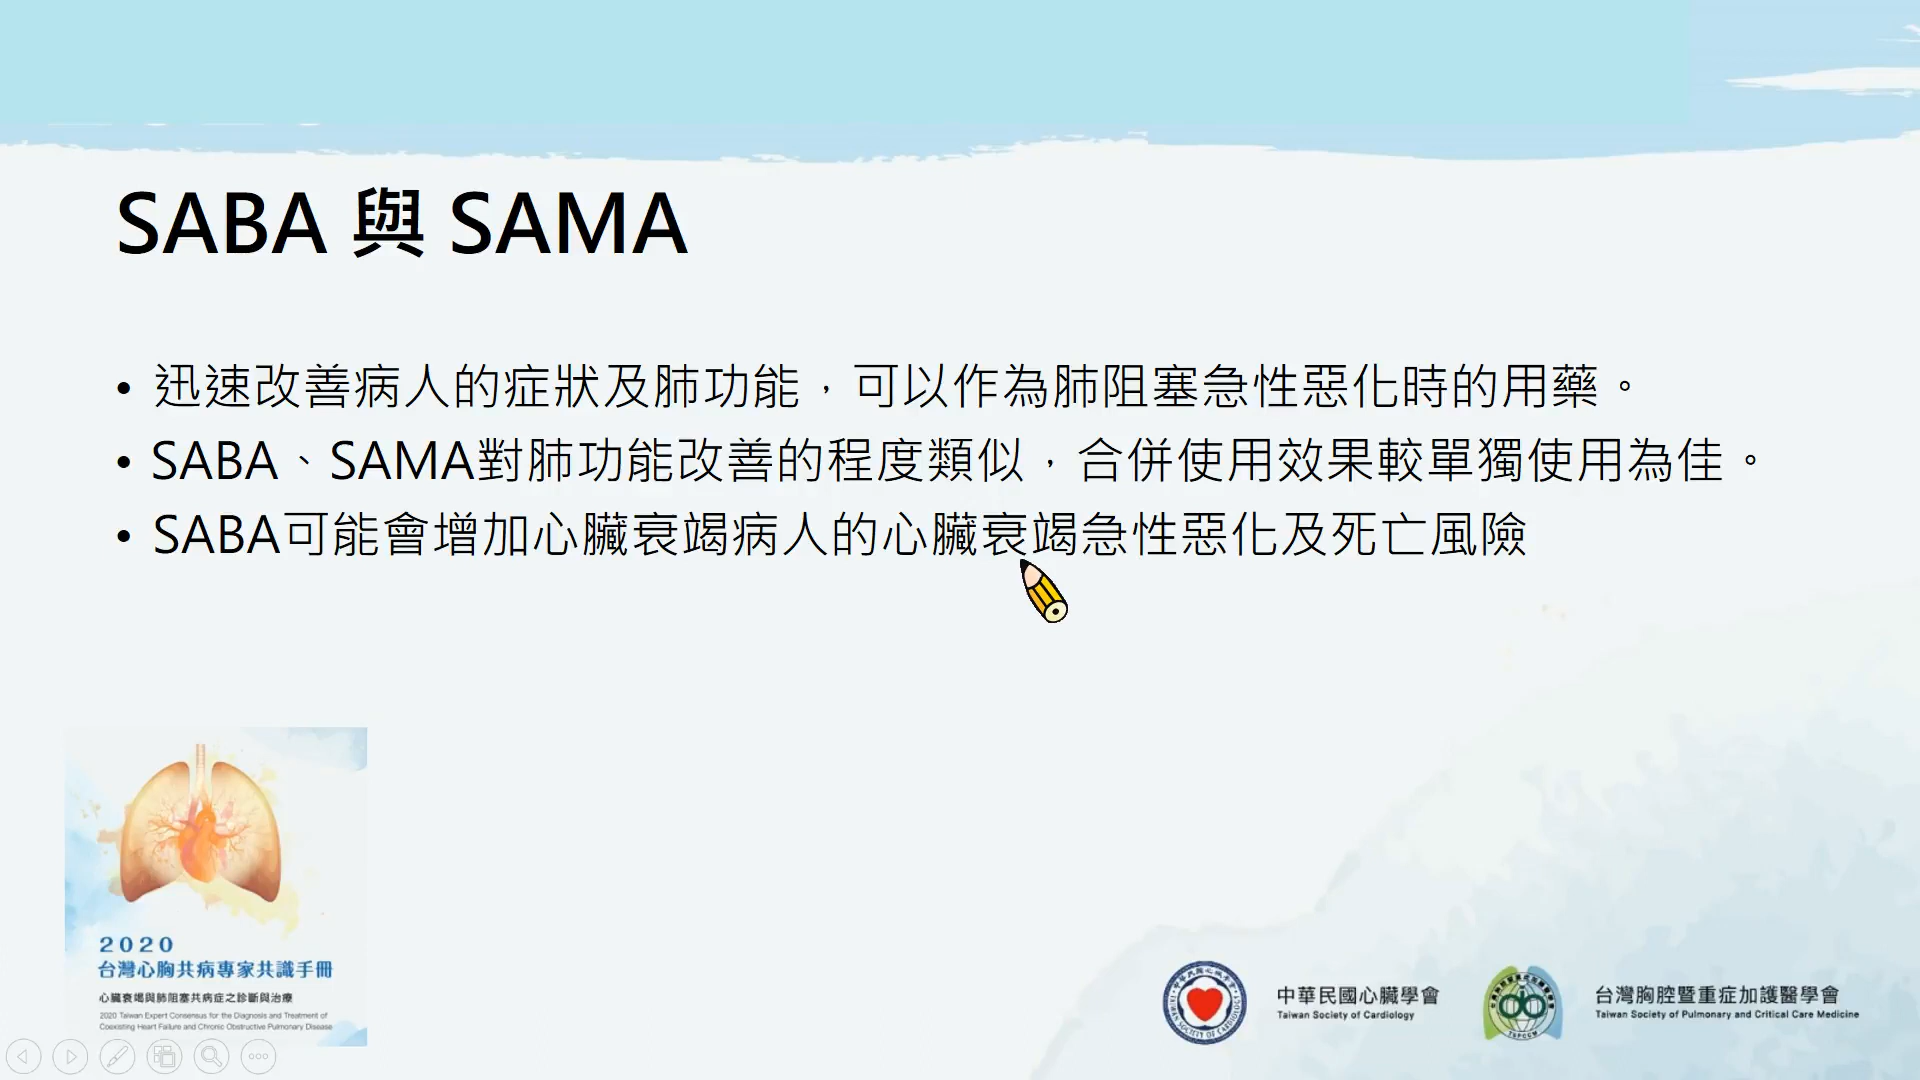 SABA 與 SAMA
• 迅速改善病人的症狀及肺功能，可以作為肺阻塞急性惡化時的用藥。
• SABA、SAMA對肺功能改善的程度類似，合併使用效果較單獨使用為佳。
• SABA可能會增加心臟衰竭病人的心臟衰竭急性惡化及死亡風險
2020
台灣心胸共病專家共識手冊
心臟衰竭與肺阻塞共病症之診斷與治療
2020 Taiwan Expert Consensus for the Diagnosis and Treatment of
Coexisting Heart Failure and Chronic Obstructive Pulmonary Disease
中華民國心臟學會
Taiwan Society of Cardiology
台灣胸腔暨重症加護醫學會
Taiwan Society of Pulmonary and Critical Care Medicine